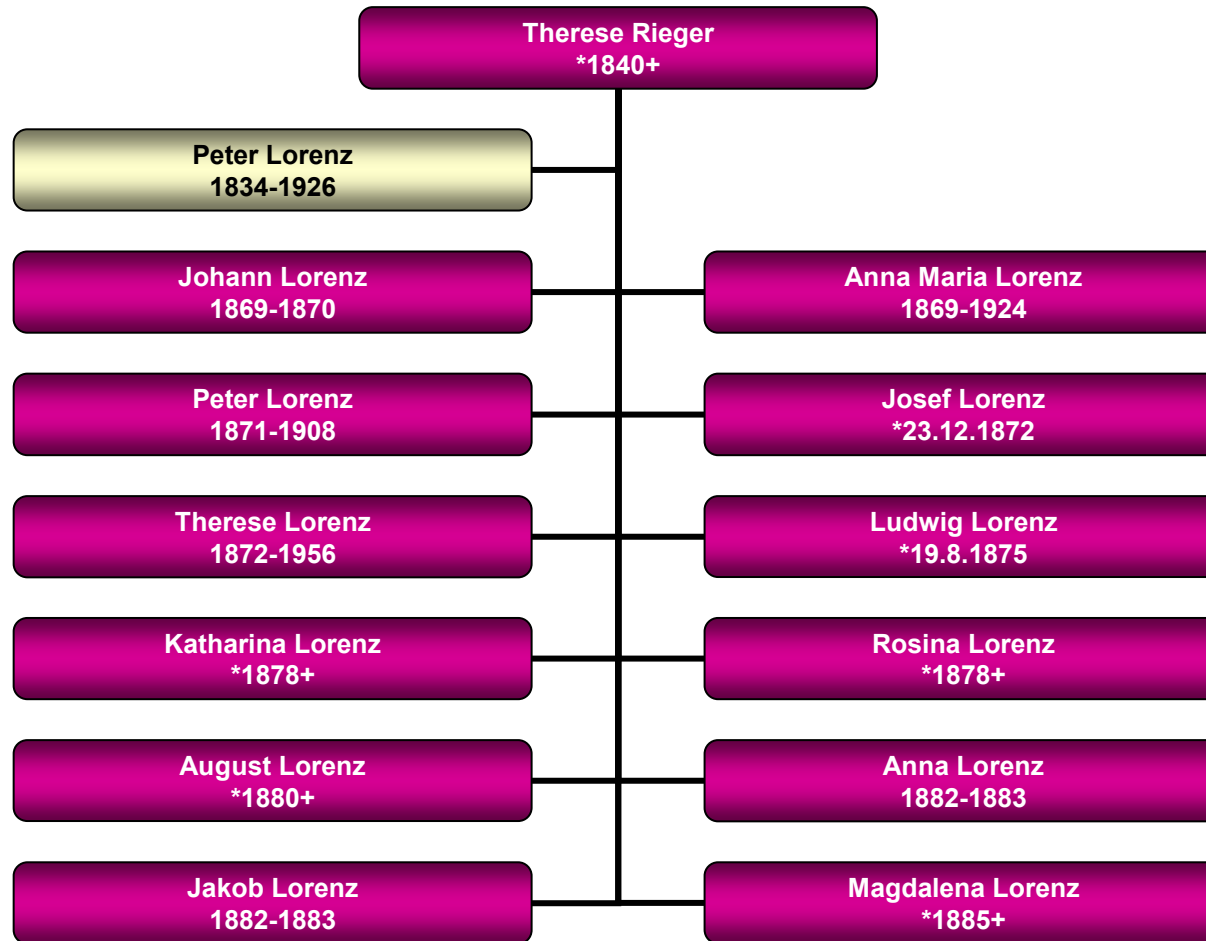 Therese Rieger
*1840+
Peter Lorenz
1834-1926
Johann Lorenz
1869-1870
Anna Maria Lorenz
1869-1924
Peter Lorenz
1871-1908
Josef Lorenz
*23.12.1872
Therese Lorenz
1872-1956
Ludwig Lorenz
*19.8.1875
Katharina Lorenz
*1878+
Rosina Lorenz
*1878+
August Lorenz
*1880+
Anna Lorenz
1882-1883
Jakob Lorenz
1882-1883
Magdalena Lorenz
*1885+